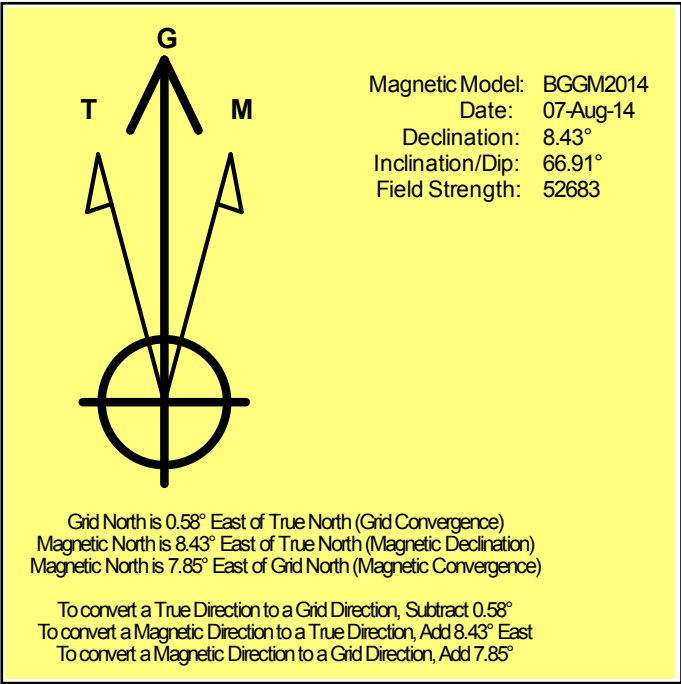 G
T M
Magnetic Model: BGGM2014
Date: 07-Aug-14
Declination: 8.43°
Inclination/Dip: 66.91°
Field Strength: 52683
Grid North is 0.58° East of True North (Grid Convergence)
Magnetic North is 8.43° East of True North (Magnetic Declination)
Magnetic North is 7.85° East of Grid North (Magnetic Convergence)
To convert a True Direction to a Grid Direction, Subtract 0.58°
To convert a Magnetic Direction to a True Direction, Add 8.43° East
To convert a Magnetic Direction to a Grid Direction, Add 7.85°